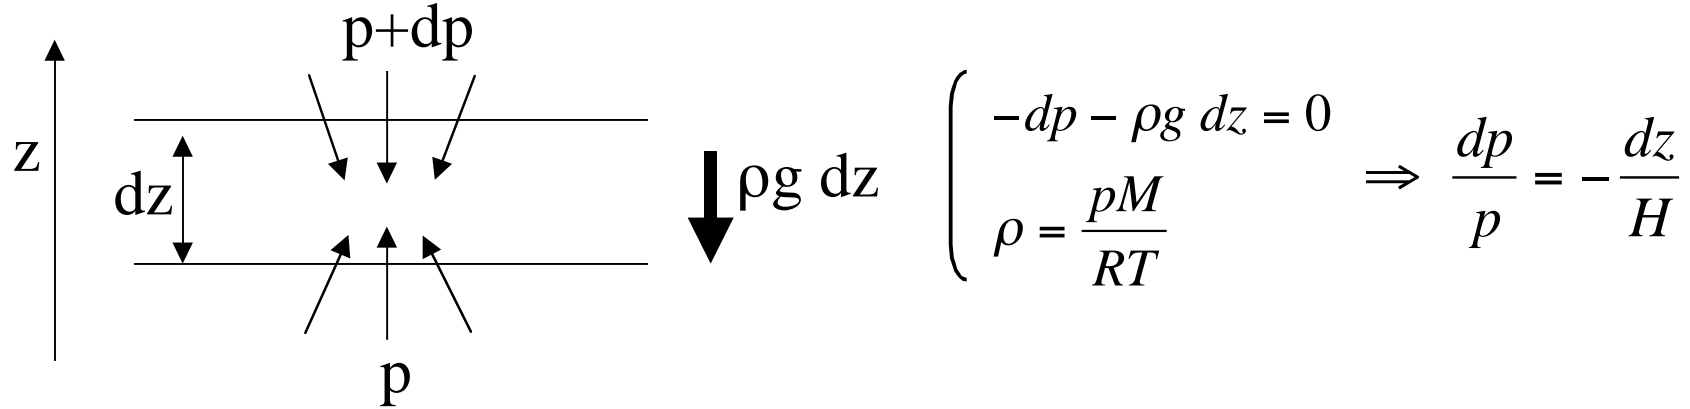 p+dp
z
dz
ρg dz
p
−dp − ρg dz = 0
ρ = pM/RT
⇒ dp/p = − dz/H